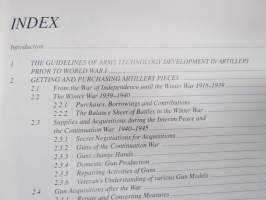 INDEX
Introduction
1 THE GUIDELINES OF ARMS TECHNOLOGY DEVELOPMENT IN ARTILLERY
PRIOR TO WORLD WAR I
2 GETTING AND PURCHASING ARTILLERY PIECES
2.1 From the War of Independence until the Winter War 1918-1939
2.2 The Winter War 1939-1940
2.2.1 Purchases, Borrowings and Contributions
2.2.2 The Balance Sheet of Battles in the Winter War
2.3 Supplies and Acquisitions during the Interim Peace and
the Continuation War 1940-1945
2.3.1 Secret Negotiations for Acquisitions
2.3.2 Guns of the Continuation War
2.3.3 Guns change Hands
2.3.4 Domestic Gun Production
2.3.5 Repairing Activities of Guns
2.3.6 Veteran's Understanding of various Gun Models
2.4 Gun Acquisitions after the War
Repair and Converting Measures